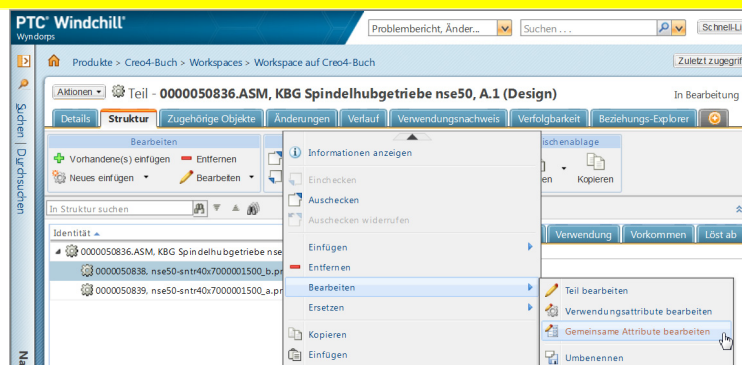 PTC® Windchill®
Wyndorps
Problembericht, Änder...
Suchen . . .
Schnell-Li
Produkte > Creo4-Buch > Workspaces > Workspace auf Creo4-Buch
Zuletzt zugegrif
Aktionen
Teil - 0000050836.ASM, KBG Spindelhubgetriebe nse50, A.1 (Design)
In Bearbeitung
Suchen | Durchsuchen
Details
Struktur
Zugehörige Objekte
Änderungen
Verlauf
Verwendungsnachweis
Verfolgbarkeit
Beziehungs-Explorer
Bearbeiten
Vorhandene(s) einfügen
Entfernen
Neues einfügen
Bearbeiten
ischenablage
en
Kopieren
In Struktur suchen
Identität
0000050836.ASM, KBG Spindelhubgetriebe nse
0000050838, nse50-sntr40x7000001500_b.pr
0000050839, nse50-sntr40x7000001500_a.pr
Informationen anzeigen
Einchecken
Auschecken
Auschecken widerrufen
Einfügen
Entfernen
Bearbeiten
Ersetzen
Kopieren
Einfügen
Verwendung
Vorkommen
Löst ab
Teil bearbeiten
Verwendungsattribute bearbeiten
Gemeinsame Attribute bearbeiten
Umbenennen
Na